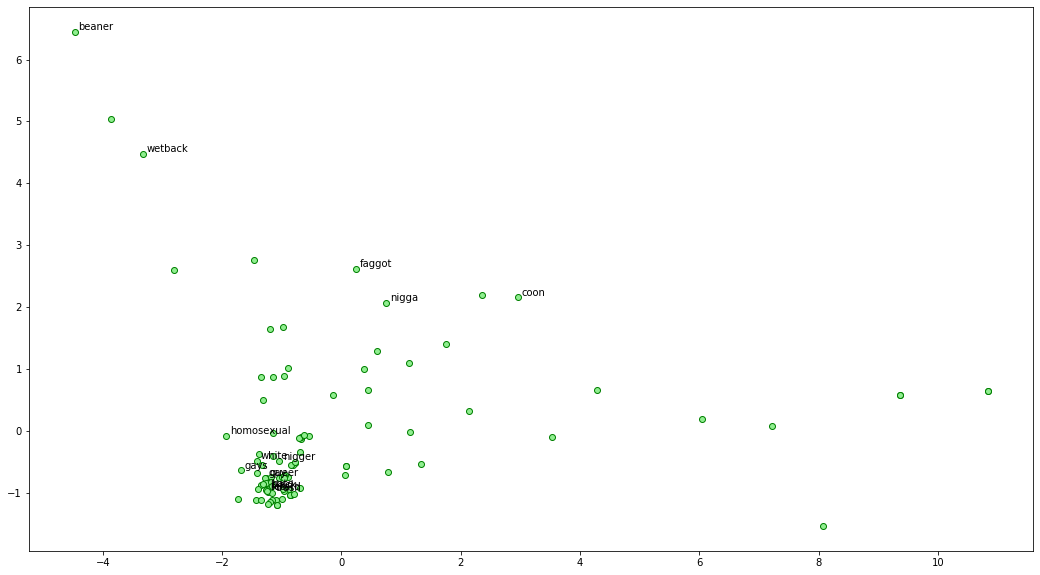 beaner
6
5
wetback
4
3
faggot
nigga
coon
2
1
homosexual
0
white
nigger
gays
queer
−1
−4
−2
0
2
4
6
8
10